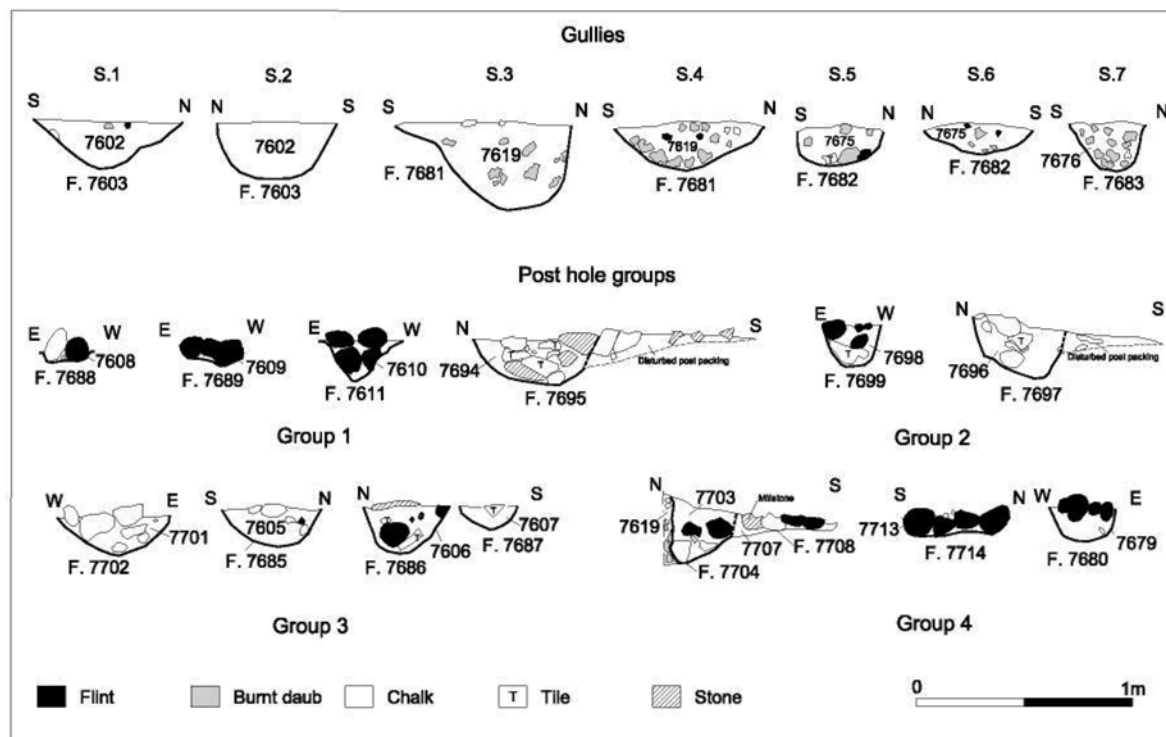 Gullies
S.1 S.2 S.3 S.4 S.5 S.6 S.7
S N N S S N S N S N N S S N
7602 7602 7619 7619 7675 7675 7676
F. 7603 F. 7603 F. 7681 F. 7681 F. 7682 F. 7682 F. 7683
Post hole groups
E W E W E W N S E W N S
7608 7609 7610 7694 T Disturbed post packing 7698 T 7696 T Disturbed post packing
F. 7688 F. 7689 F. 7611 F. 7695 F. 7699 F. 7697
Group 1 Group 2
W E S N N S N S S N W E
7701 7605 7606 T 7607 7619 7703 Millstone 7707 7713 7679
F. 7702 F. 7685 F. 7686 F. 7687 F. 7704 F. 7708 F. 7714 F. 7680
Group 3 Group 4
Flint Burnt daub Chalk T Tile Stone 0 1m